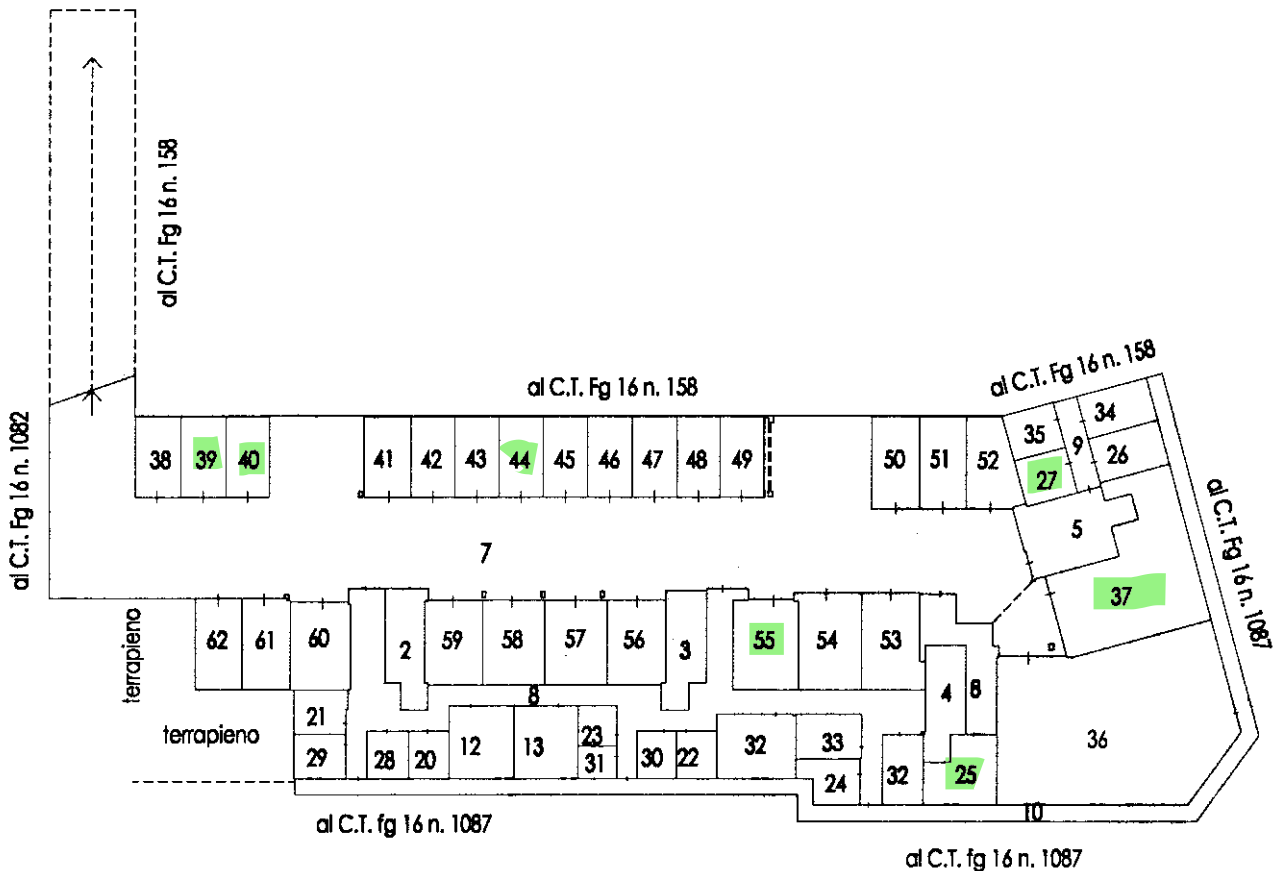 al C.T. Fg 16 n. 158
al C.T. Fg 16 n. 1082
al C.T. Fg 16 n. 158
al C.T. Fg 16 n. 158
al C.T. Fg 16 n. 1087
38 39 40 41 42 43 44 45 46 47 48 49 50 51 52
35 9 34
27 26
7
5
37
terrapieno
62 61 60 2 59 58 57 56 3 55 54 53
4 8
8
terrapieno
21
29 28 20 12 13 23
31 30 22 32 33
24 32 25
36
10
al C.T. fg 16 n. 1087
al C.T. fg 16 n. 1087